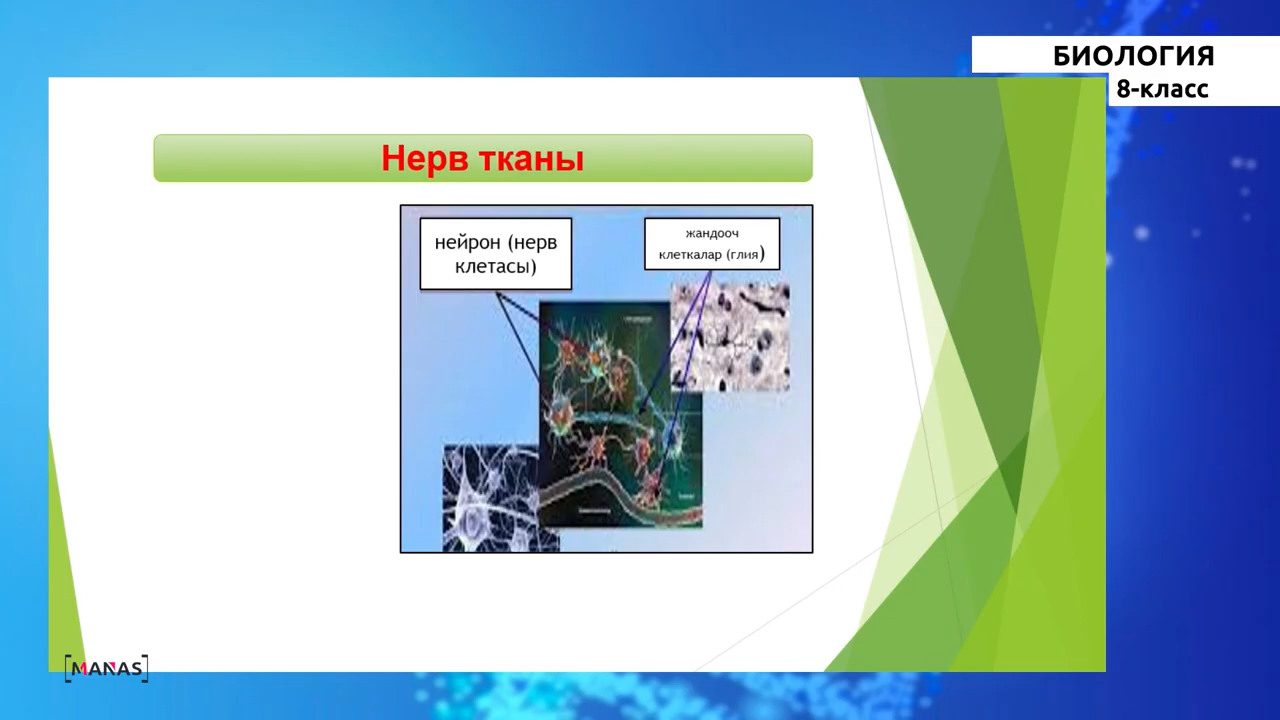 БИОЛОГИЯ
8-класс
Нерв тканы
нейрон (нерв
клетасы)
жандооч
клеткалар (глия)
[MANAS]